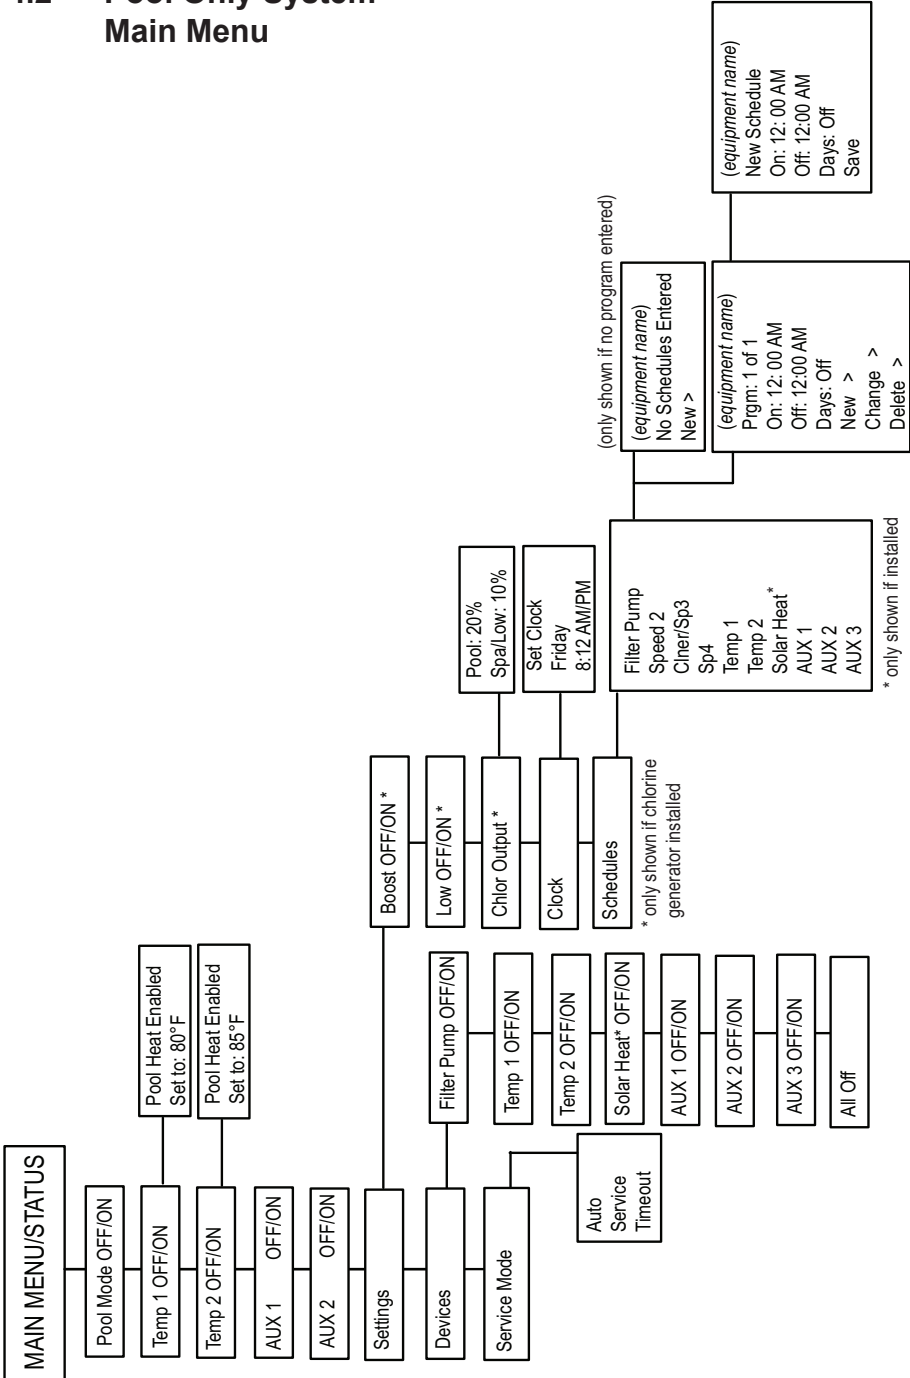 4.2 Pool Only System
Main Menu
MAIN MENU/STATUS
Pool Mode OFF/ON
Temp 1 OFF/ON
Pool Heat Enabled
Set to: 80°F
Temp 2 OFF/ON
Pool Heat Enabled
Set to: 85°F
AUX 1 OFF/ON
AUX 2 OFF/ON
Settings
Boost OFF/ON *
Low OFF/ON *
Chlor Output *
Pool: 20%
Spa/Low: 10%
Clock
Set Clock
Friday
8:12 AM/PM
Schedules
* only shown if chlorine
generator installed
Filter Pump
Speed 2
Clner/Sp3
Sp4
Temp 1
Temp 2
Solar Heat*
AUX 1
AUX 2
AUX 3
* only shown if installed
(only shown if no program entered)
(equipment name)
No Schedules Entered
New >
(equipment name)
Prgm: 1 of 1
On: 12: 00 AM
Off: 12:00 AM
Days: Off
New >
Change >
Delete >
(equipment name)
New Schedule
On: 12: 00 AM
Off: 12:00 AM
Days: Off
Save
Devices
Filter Pump OFF/ON
Temp 1 OFF/ON
Temp 2 OFF/ON
Solar Heat* OFF/ON
AUX 1 OFF/ON
AUX 2 OFF/ON
AUX 3 OFF/ON
All Off
Service Mode
Auto
Service
Timeout